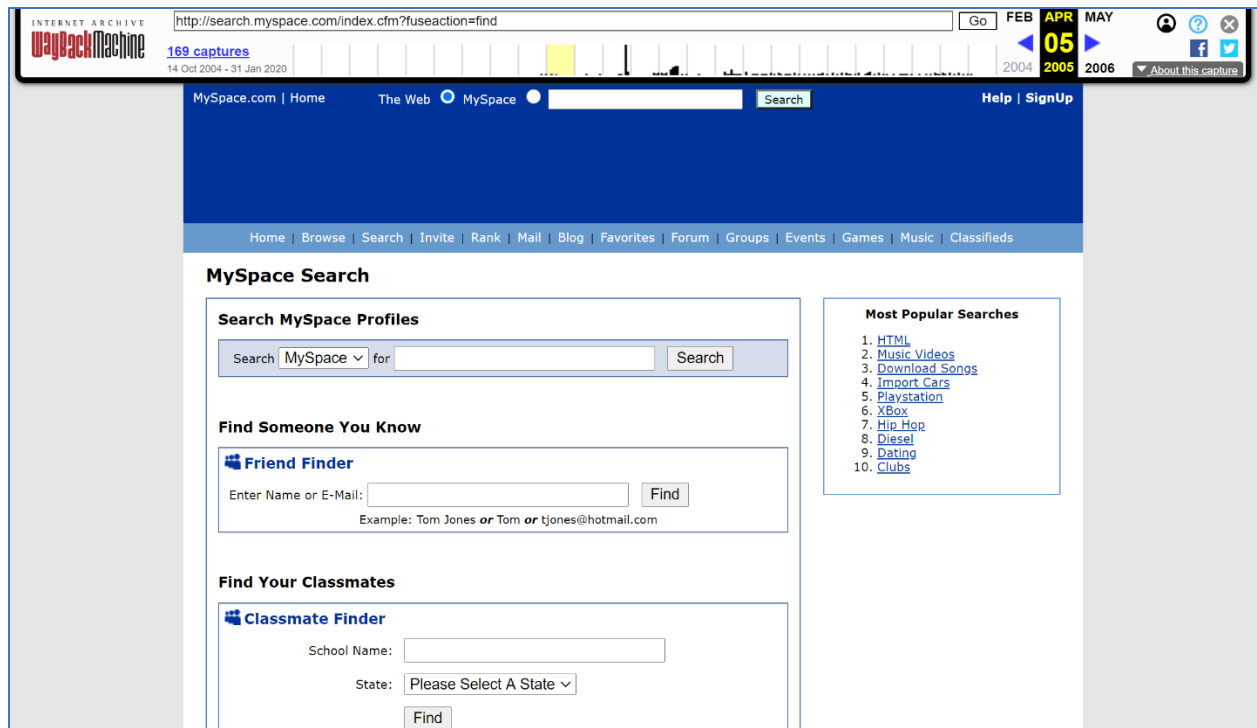 INTERNET ARCHIVE
WayBackMachine
http://search.myspace.com/index.cfm?fuseaction=find
Go
FEB APR MAY
169 captures
05
14 Oct 2004 - 31 Jan 2020
2004 2005 2006
About this capture
MySpace.com | Home The Web MySpace Search Help | SignUp
Home | Browse | Search | Invite | Rank | Mail | Blog | Favorites | Forum | Groups | Events | Games | Music | Classifieds
MySpace Search
Search MySpace Profiles
Search MySpace for Search
Find Someone You Know
Friend Finder
Enter Name or E-Mail: Find
Example: Tom Jones or Tom or tjones@hotmail.com
Find Your Classmates
Classmate Finder
School Name:
State: Please Select A State
Find
Most Popular Searches
1. HTML
2. Music Videos
3. Download Songs
4. Import Cars
5. Playstation
6. XBox
7. Hip Hop
8. Diesel
9. Dating
10. Clubs